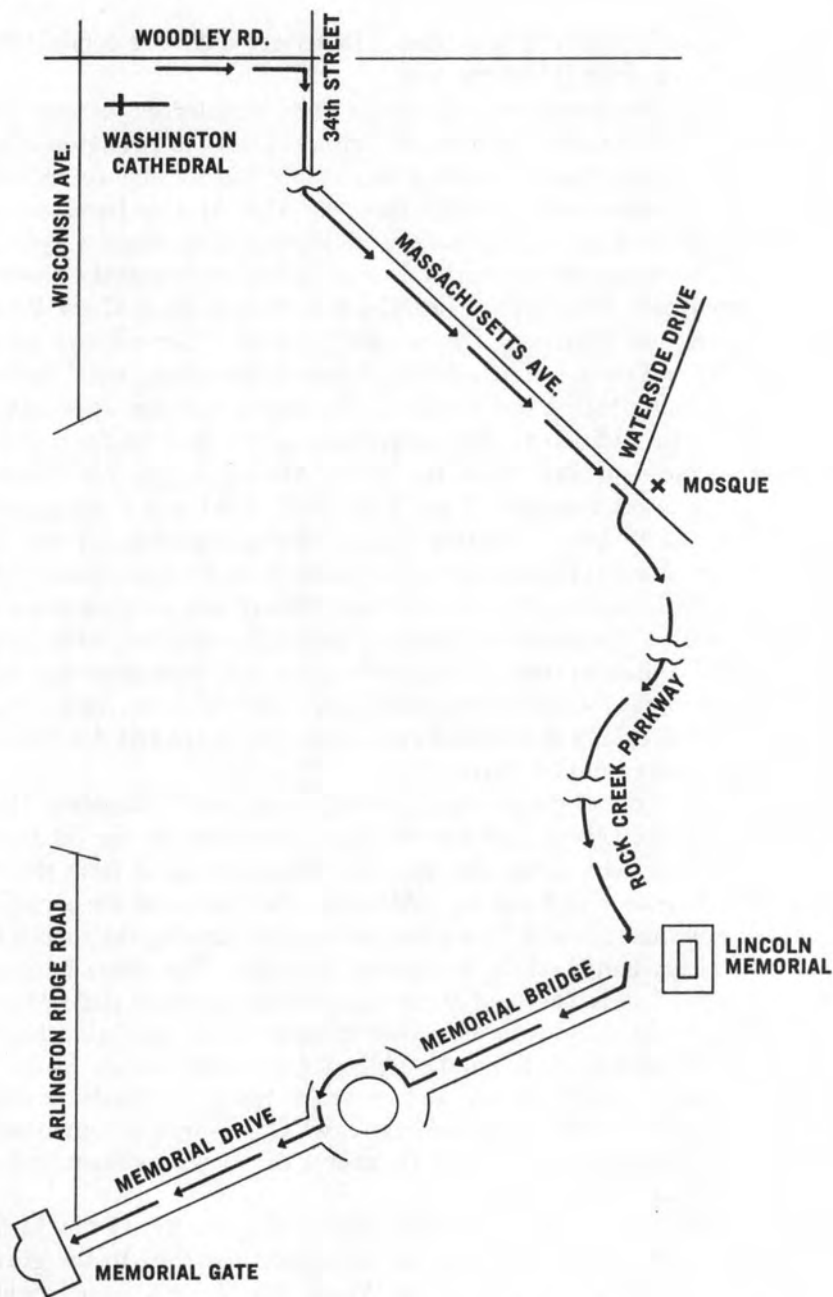 WOODLEY RD.
34th STREET
WASHINGTON
CATHEDRAL
WISCONSIN AVE.
MASSACHUSETTS AVE.
WATERSIDE DRIVE
MOSQUE
ROCK CREEK PARKWAY
LINCOLN
MEMORIAL
MEMORIAL BRIDGE
ARLINGTON RIDGE ROAD
MEMORIAL DRIVE
MEMORIAL GATE